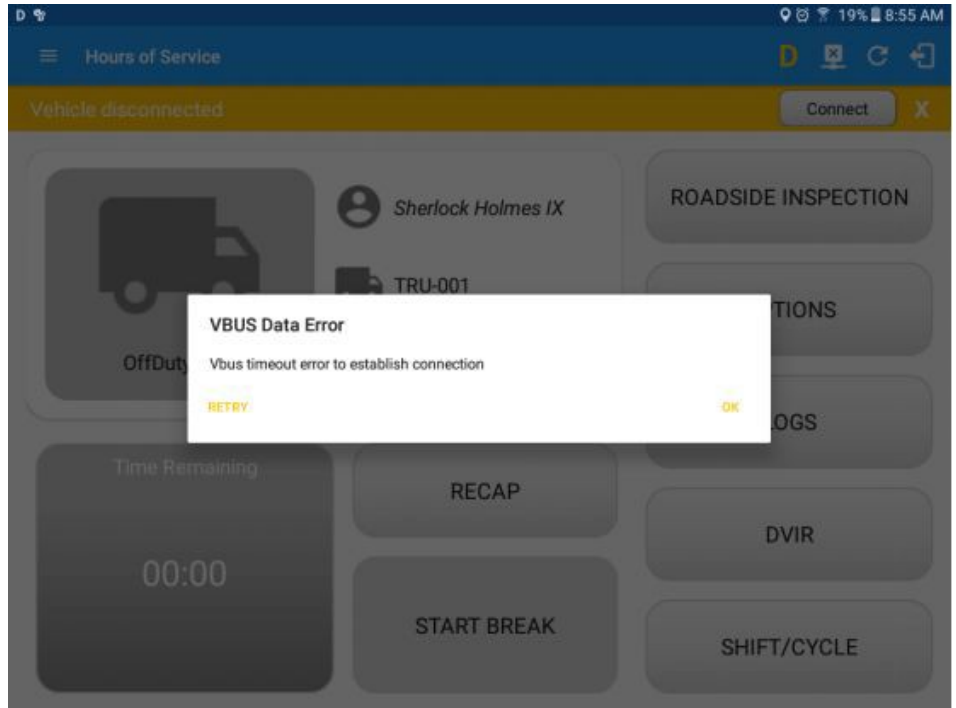 D 19% 8:55 AM
Hours of Service D
Vehicle disconnected Connect X
Sherlock Holmes IX
TRU-001
OffDuty
ROADSIDE INSPECTION
TIONS
OGS
VBUS Data Error
Vbus timeout error to establish connection
RETRY OK
Time Remaining
00:00
RECAP
START BREAK
DVIR
SHIFT/CYCLE